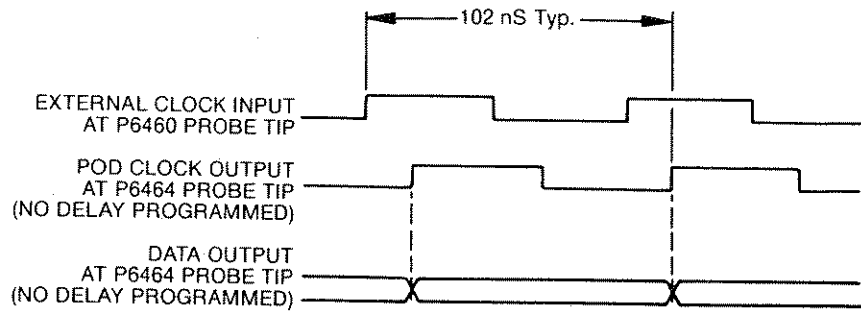 102 nS Typ.
EXTERNAL CLOCK INPUT
AT P6460 PROBE TIP
POD CLOCK OUTPUT
AT P6464 PROBE TIP
(NO DELAY PROGRAMMED)
DATA OUTPUT
AT P6464 PROBE TIP
(NO DELAY PROGRAMMED)